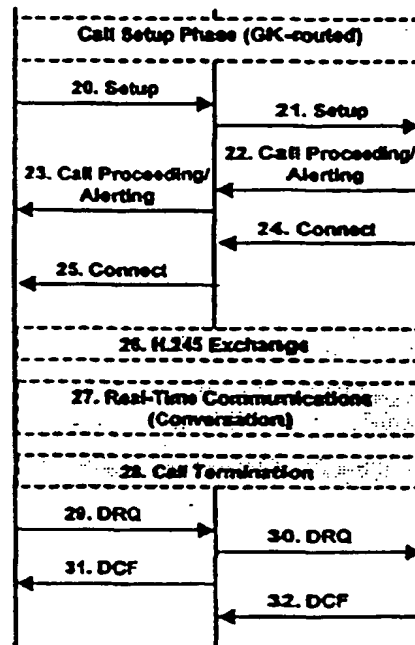 Call Setup Phase (GK-routed)
20. Setup
21. Setup
22. Call Proceeding/
Alerting
23. Call Proceeding/
Alerting
24. Connect
25. Connect
26. H.245 Exchange
27. Real-Time Communications
(Conversation)
28. Call Termination
29. DRQ
30. DRQ
31. DCF
32. DCF